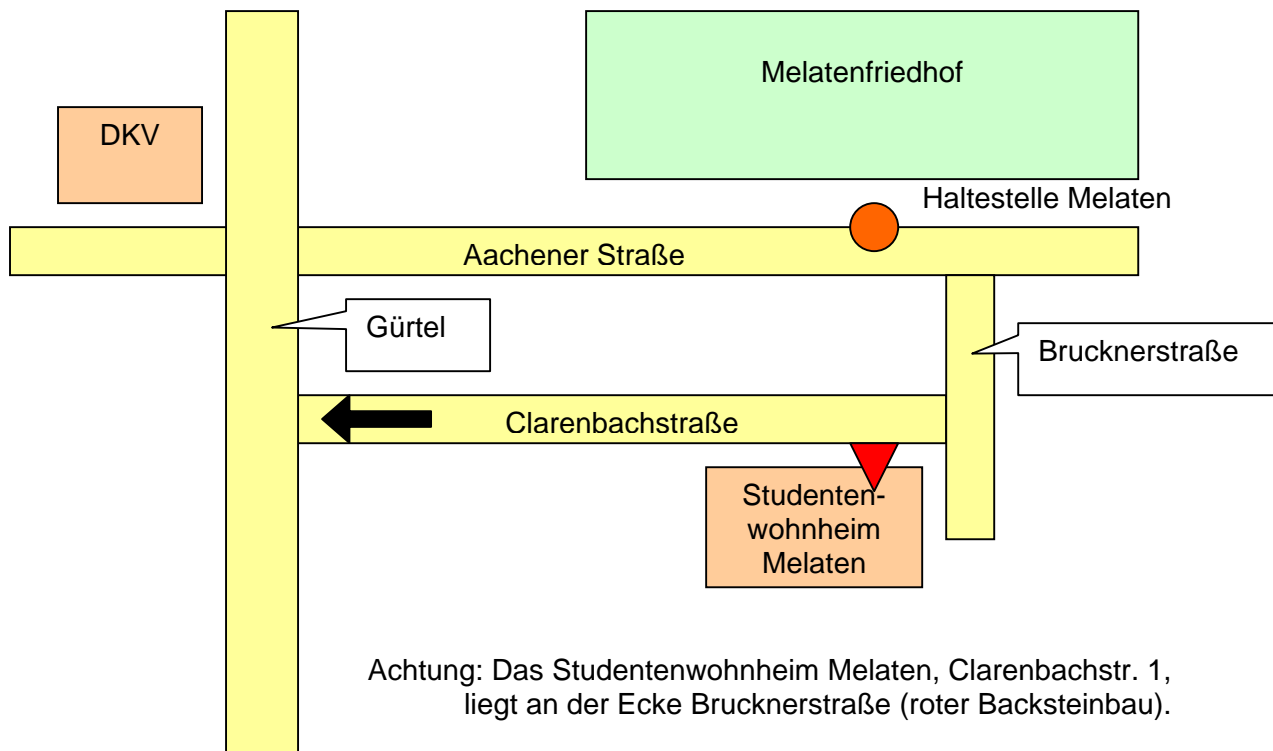 Melatenfriedhof
DKV
Haltestelle Melaten
Aachener Straße
Gürtel
Brucknerstraße
Clarenbachstraße
Studenten-
wohnheim
Melaten
Achtung: Das Studentenwohnheim Melaten, Clarenbachstr. 1,
liegt an der Ecke Brucknerstraße (roter Backsteinbau).